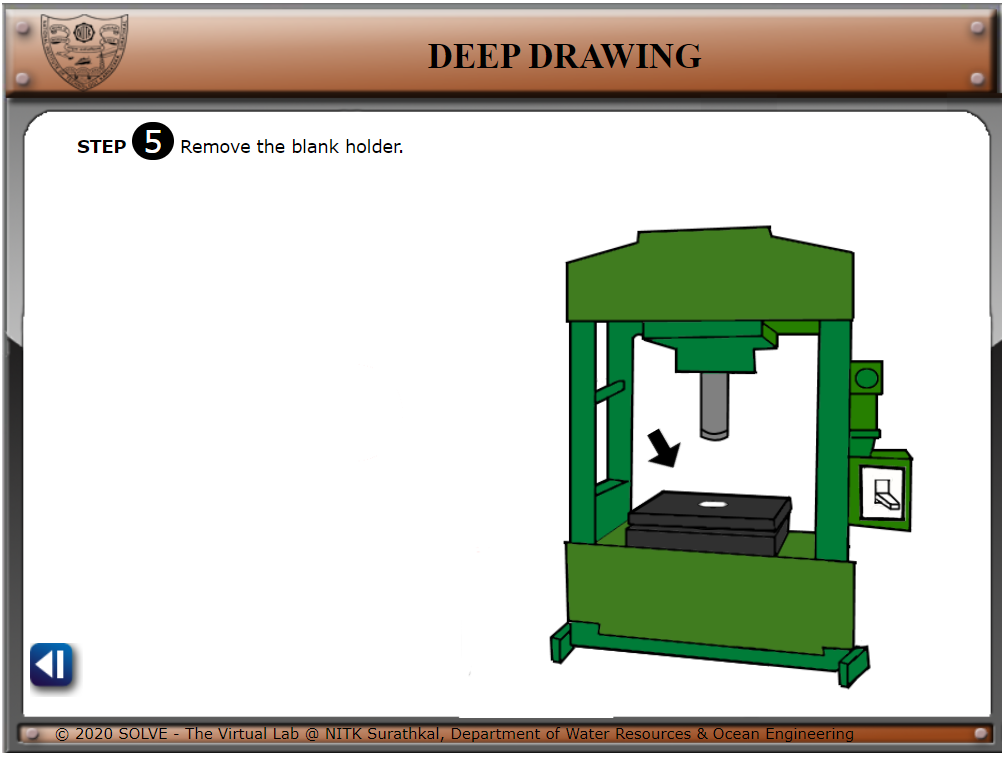 DEEP DRAWING
STEP 5 Remove the blank holder.
© 2020 SOLVE - The Virtual Lab @ NITK Surathkal, Department of Water Resources & Ocean Engineering